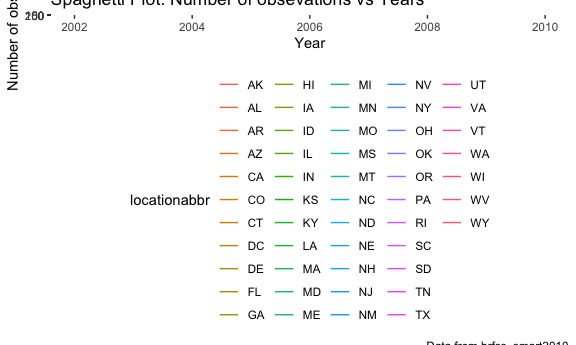 Spaghetti Plot: Number of obsevations vs Years
2002 2004 2006 2008 2010
Year
AK HI MI NV UT
AL IA MN NY VA
AR ID MO OH VT
AZ IL MS OK WA
CA IN MT OR WI
locationabbr CO KS NC PA WV
CT KY ND RI WY
DC LA NE SC
DE MA NH SD
FL MD NJ TN
GA ME NM TX
Number of obs